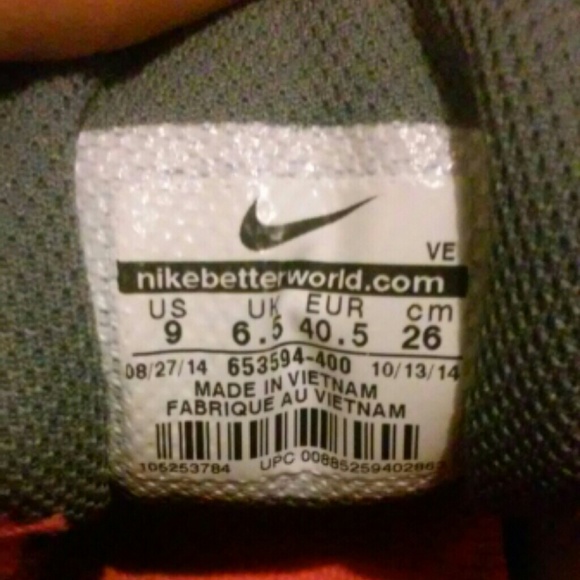 VE
nikebetterworld.com
US UK EUR cm
9 6.5 40.5 26
08/27/14 653594-400 10/13/14
MADE IN VIETNAM
FABRIQUE AU VIETNAM
105253784 UPC 00885259402863